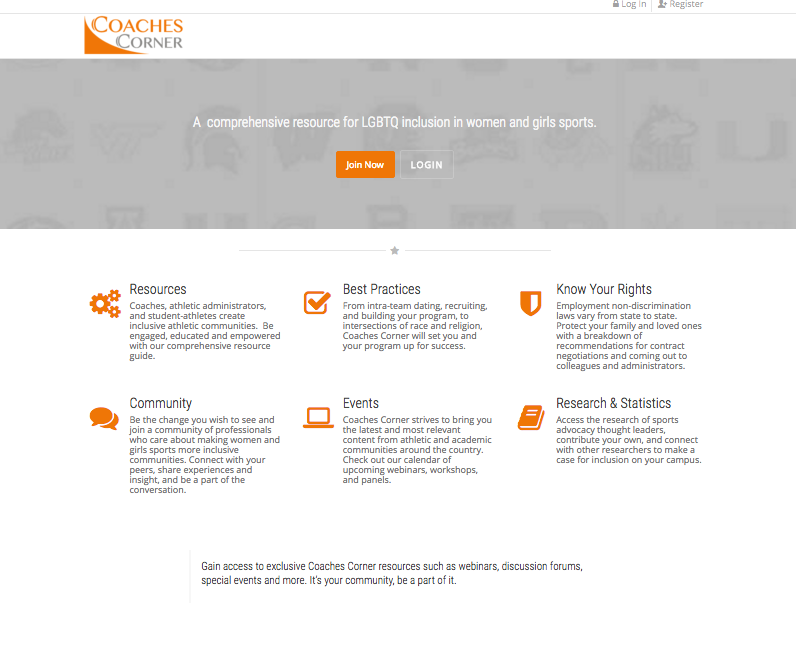 Log In Register
COACHES
CORNER
A comprehensive resource for LGBTQ inclusion in women and girls sports.
Join Now LOGIN
Resources
Coaches, athletic administrators,
and student-athletes create
inclusive athletic communities. Be
engaged, educated and empowered
with our comprehensive resource
guide.
Best Practices
From intra-team dating, recruiting,
and building your program, to
intersections of race and religion,
Coaches Corner will set you and
your program up for success.
Know Your Rights
Employment non-discrimination
laws vary from state to state.
Protect your family and loved ones
with a breakdown of
recommendations for contract
negotiations and coming out to
colleagues and administrators.
Community
Be the change you wish to see and
join a community of professionals
who care about making women and
girls sports more inclusive
communities. Connect with your
peers, share experiences and
insight, and be a part of the
conversation.
Events
Coaches Corner strives to bring you
the latest and most relevant
content from athletic and academic
communities around the country.
Check out our calendar of
upcoming webinars, workshops,
and panels.
Research & Statistics
Access the research of sports
advocacy thought leaders,
contribute your own, and connect
with other researchers to make a
case for inclusion on your campus.
Gain access to exclusive Coaches Corner resources such as webinars, discussion forums,
special events and more. It's your community, be a part of it.